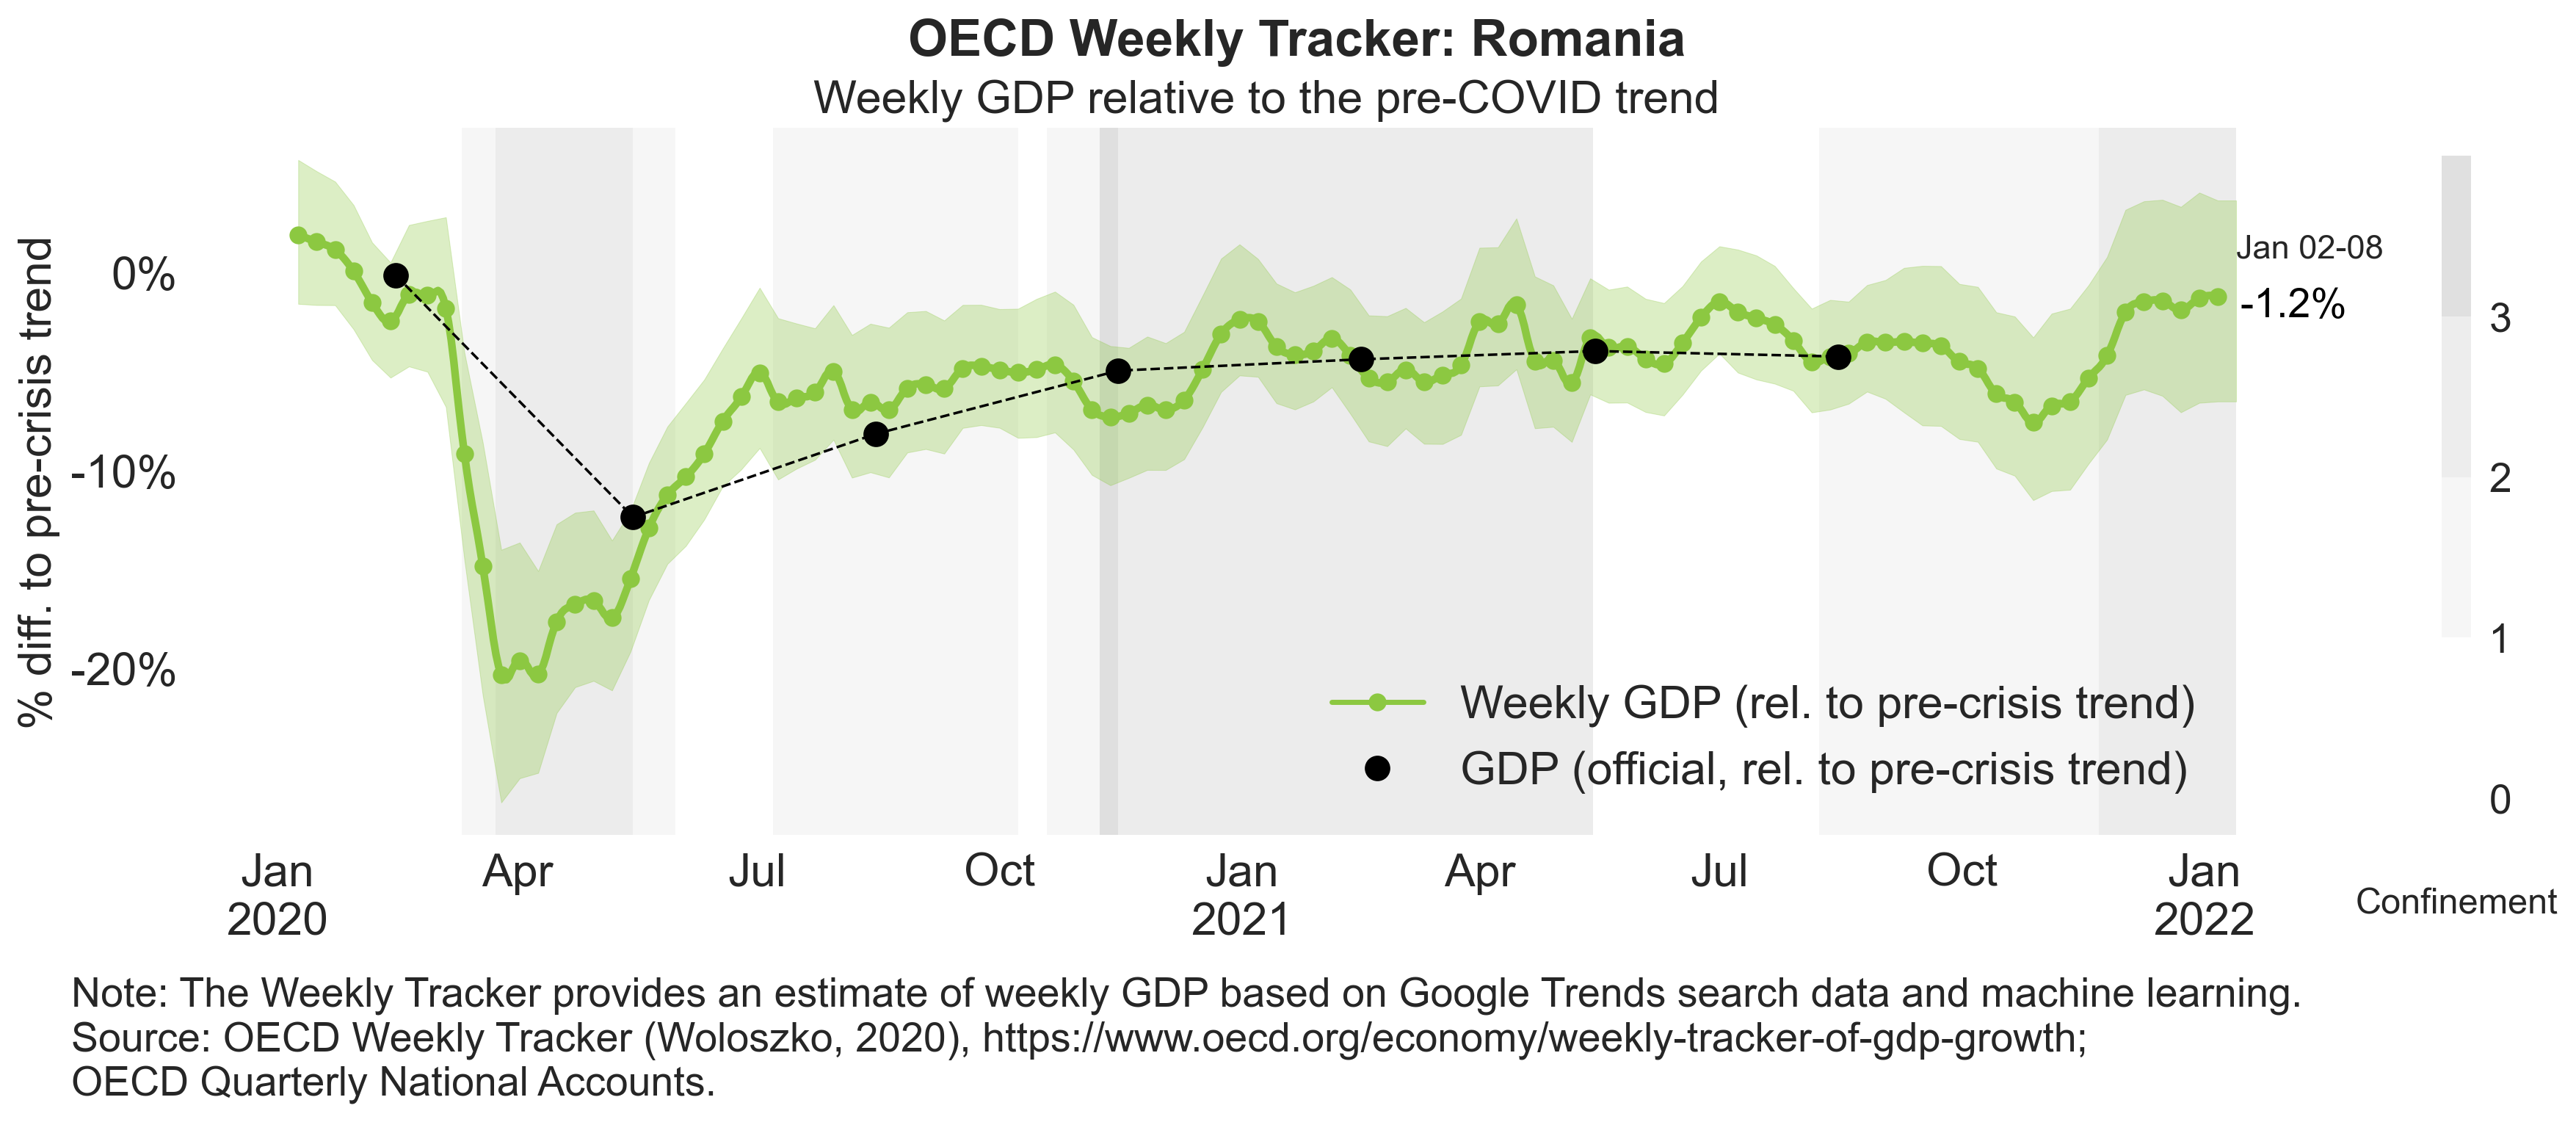 OECD Weekly Tracker: Romania
Weekly GDP relative to the pre-COVID trend
% diff. to pre-crisis trend
0%
-10%
-20%
Jan 02-08
-1.2%
3
2
1
0
Confinement
Weekly GDP (rel. to pre-crisis trend)
GDP (official, rel. to pre-crisis trend)
Jan Apr Jul Oct Jan Apr Jul Oct Jan
2020 2021 2022
Note: The Weekly Tracker provides an estimate of weekly GDP based on Google Trends search data and machine learning.
Source: OECD Weekly Tracker (Woloszko, 2020), https://www.oecd.org/economy/weekly-tracker-of-gdp-growth;
OECD Quarterly National Accounts.